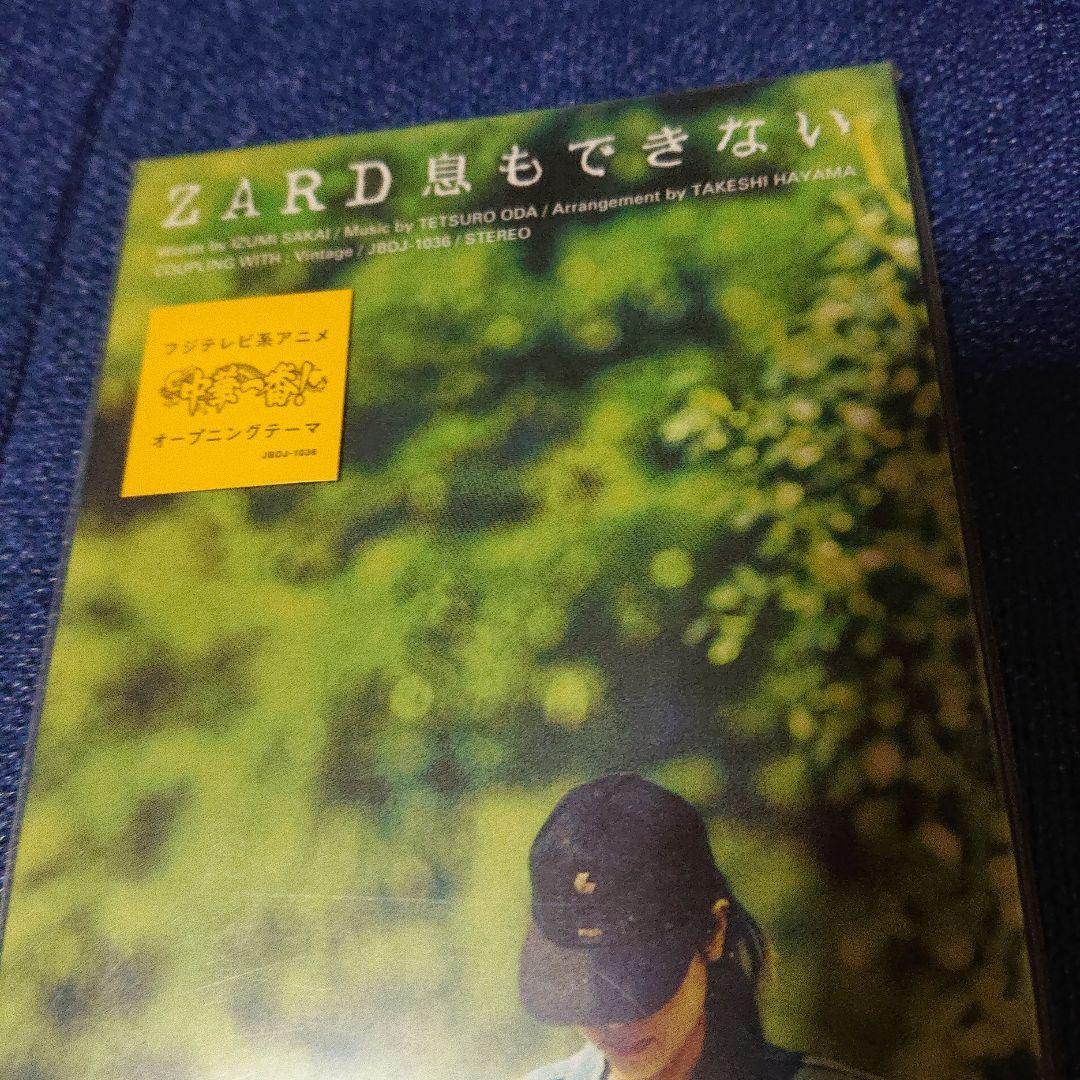 ZARD 息もできない
Words by IZUMI SAKAI / Music by TETSURO ODA / Arrangement by TAKESHI HAYAMA
COUPLING WITH : Vintage / JBDJ-1036 / STEREO
フジテレビ系アニメ
中華一番!
オープニングテーマ
JBDJ-1036